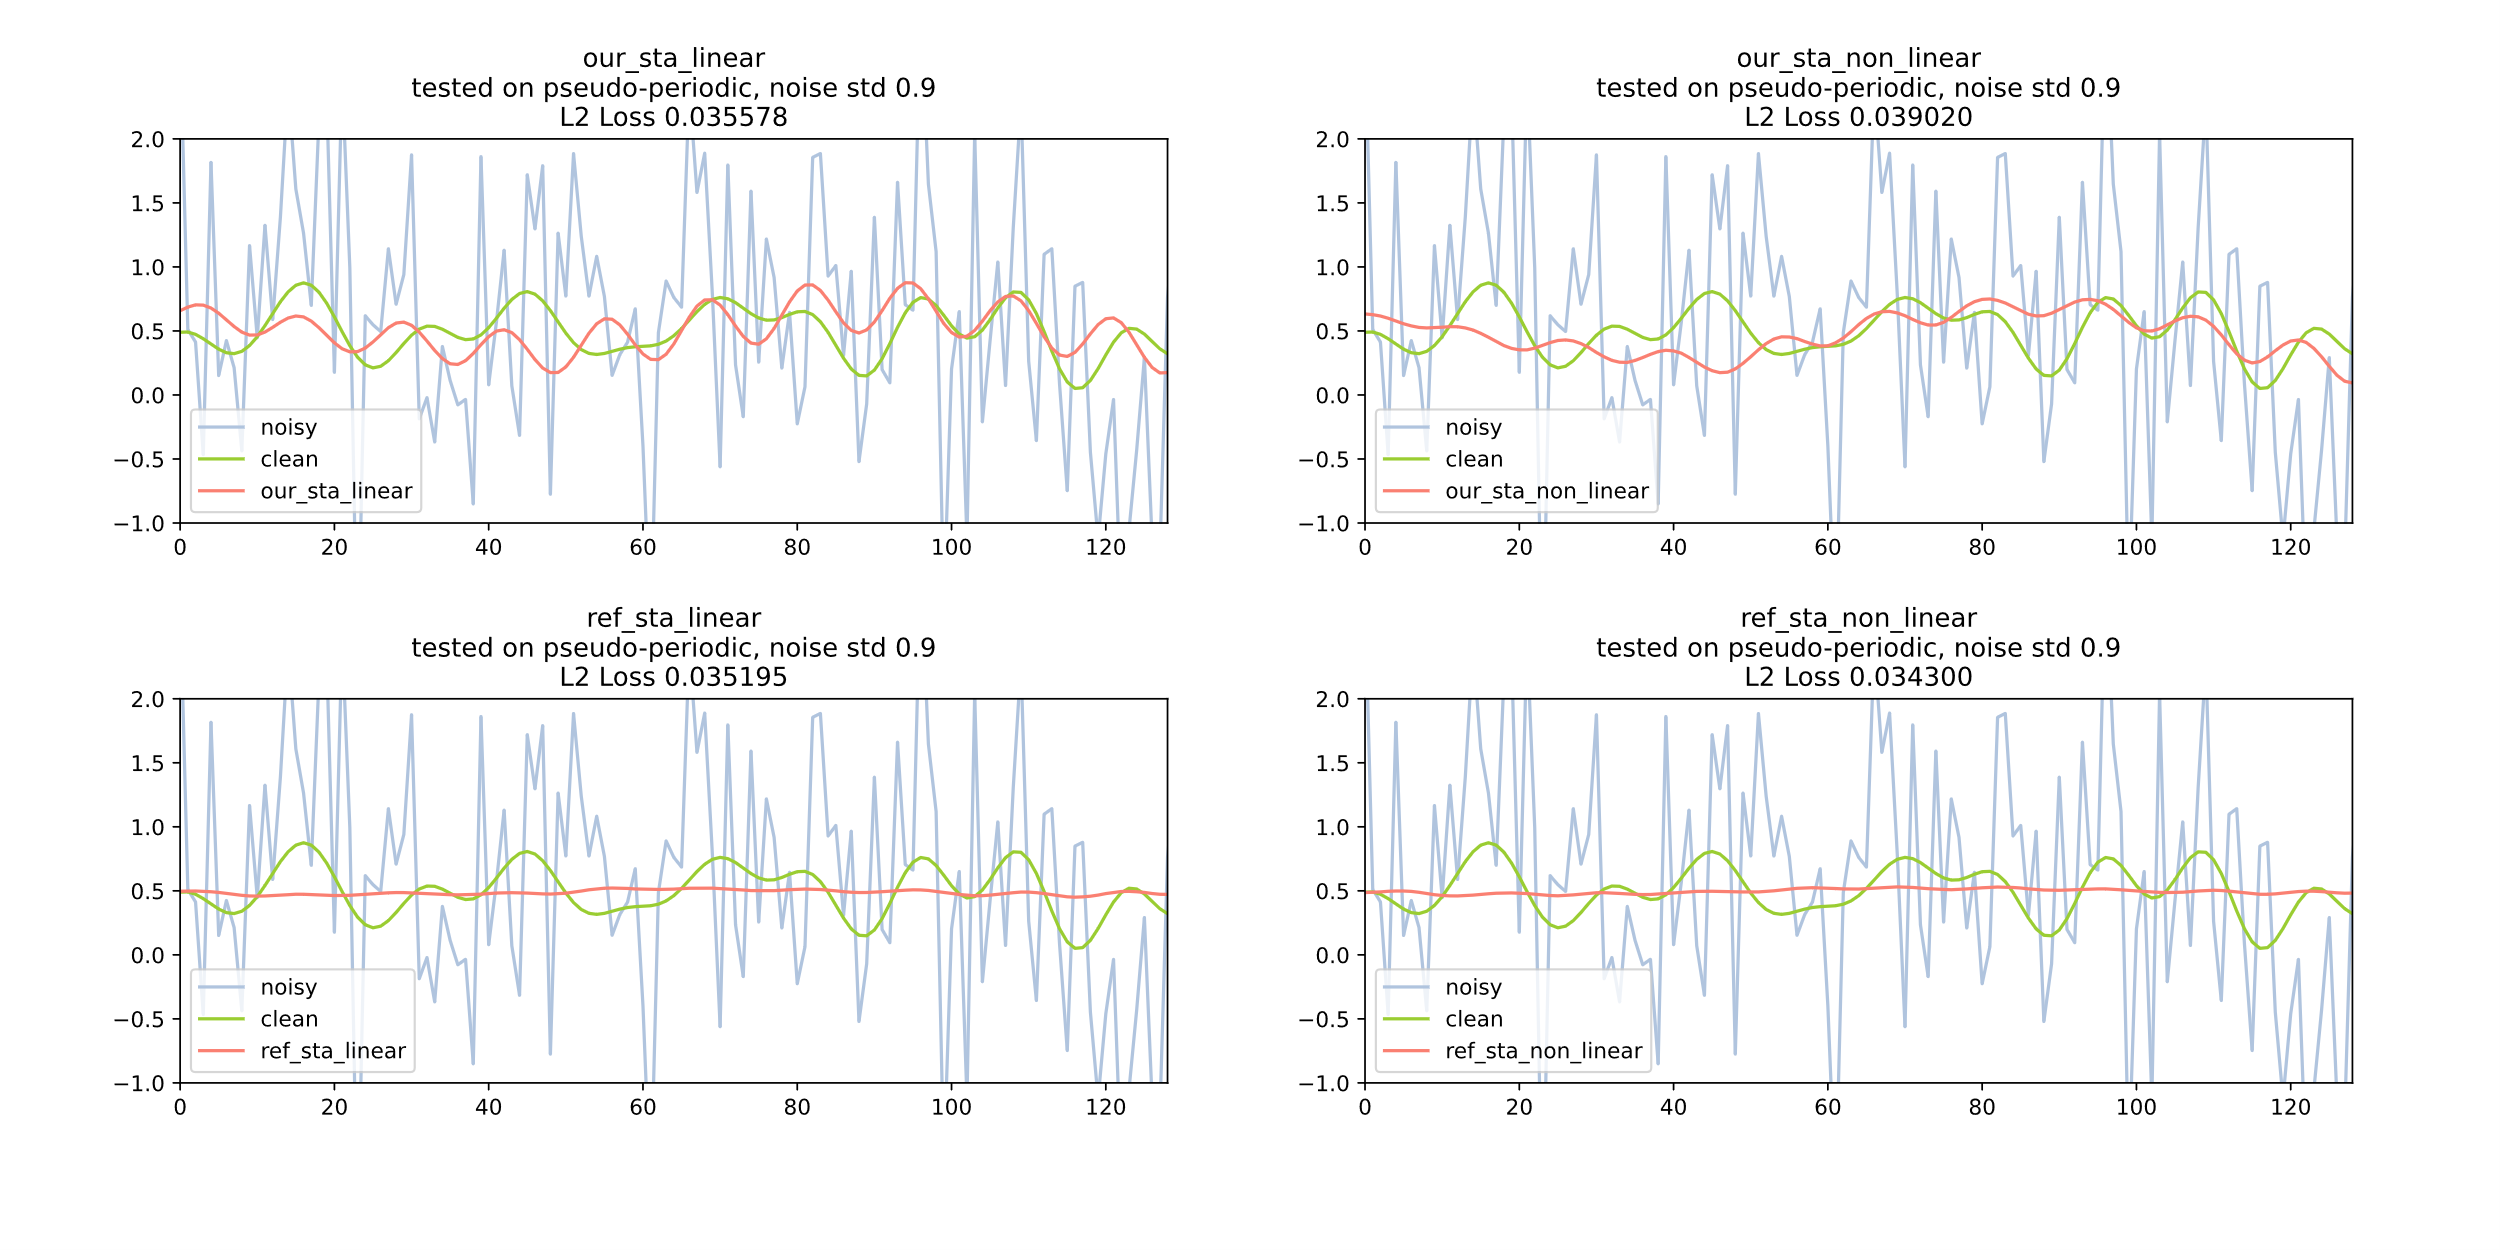 our_sta_linear
tested on pseudo-periodic, noise std 0.9
L2 Loss 0.035578
2.0
1.5
1.0
0.5
0.0
−0.5
−1.0
0 20 40 60 80 100 120
noisy
clean
our_sta_linear
our_sta_non_linear
tested on pseudo-periodic, noise std 0.9
L2 Loss 0.039020
2.0
1.5
1.0
0.5
0.0
−0.5
−1.0
0 20 40 60 80 100 120
noisy
clean
our_sta_non_linear
ref_sta_linear
tested on pseudo-periodic, noise std 0.9
L2 Loss 0.035195
2.0
1.5
1.0
0.5
0.0
−0.5
−1.0
0 20 40 60 80 100 120
noisy
clean
ref_sta_linear
ref_sta_non_linear
tested on pseudo-periodic, noise std 0.9
L2 Loss 0.034300
2.0
1.5
1.0
0.5
0.0
−0.5
−1.0
0 20 40 60 80 100 120
noisy
clean
ref_sta_non_linear